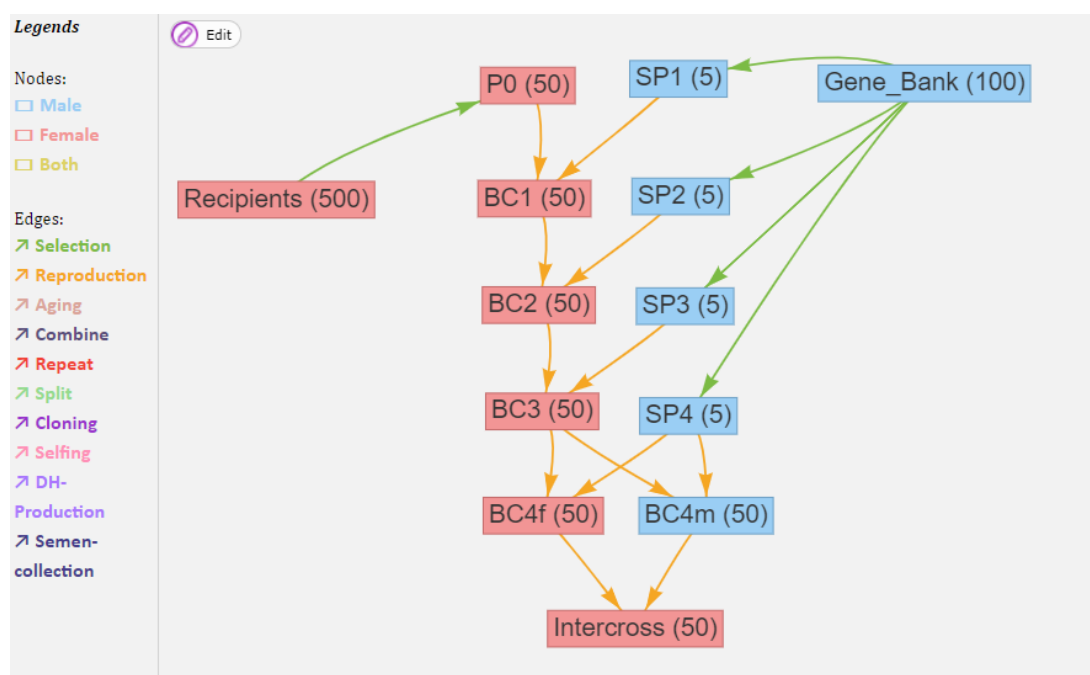 Legends
Nodes:
Male
Female
Both
Edges:
Selection
Reproduction
Aging
Combine
Repeat
Split
Cloning
Selfing
DH-
Production
Semen-
collection
Edit
P0 (50)
SP1 (5)
Gene_Bank (100)
Recipients (500)
BC1 (50)
SP2 (5)
BC2 (50)
SP3 (5)
BC3 (50)
SP4 (5)
BC4f (50)
BC4m (50)
Intercross (50)